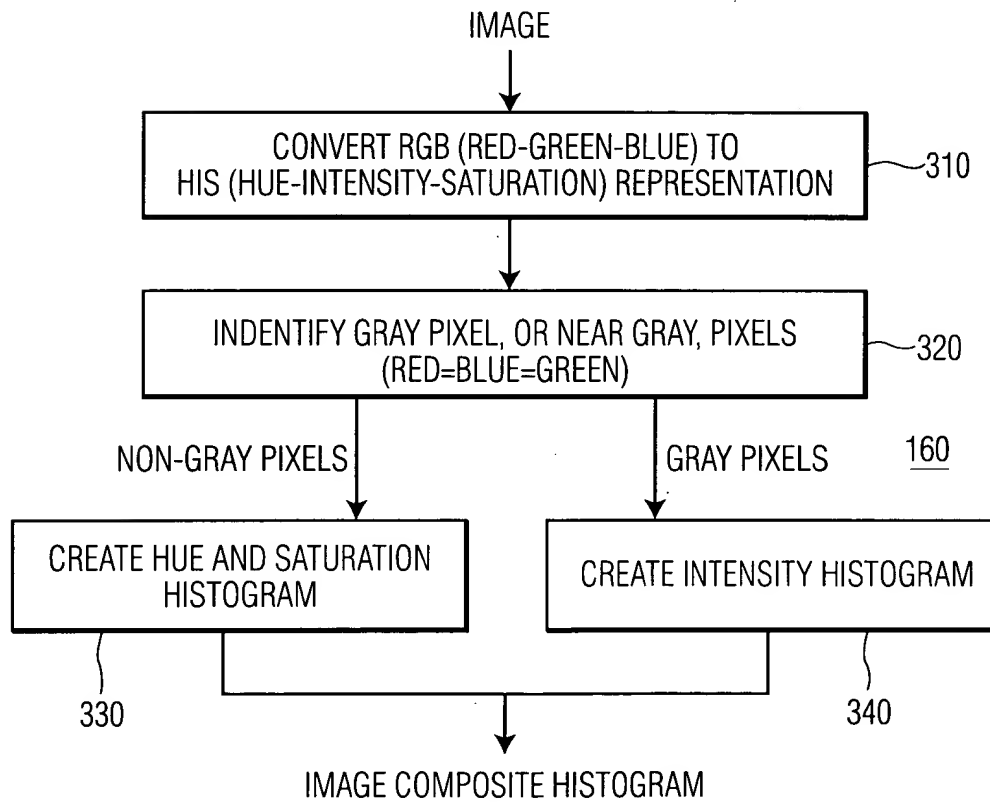 IMAGE
CONVERT RGB (RED-GREEN-BLUE) TO
HIS (HUE-INTENSITY-SATURATION) REPRESENTATION
310
INDENTIFY GRAY PIXEL, OR NEAR GRAY, PIXELS
(RED=BLUE=GREEN)
320
NON-GRAY PIXELS
GRAY PIXELS
160
CREATE HUE AND SATURATION
HISTOGRAM
CREATE INTENSITY HISTOGRAM
330
340
IMAGE COMPOSITE HISTOGRAM